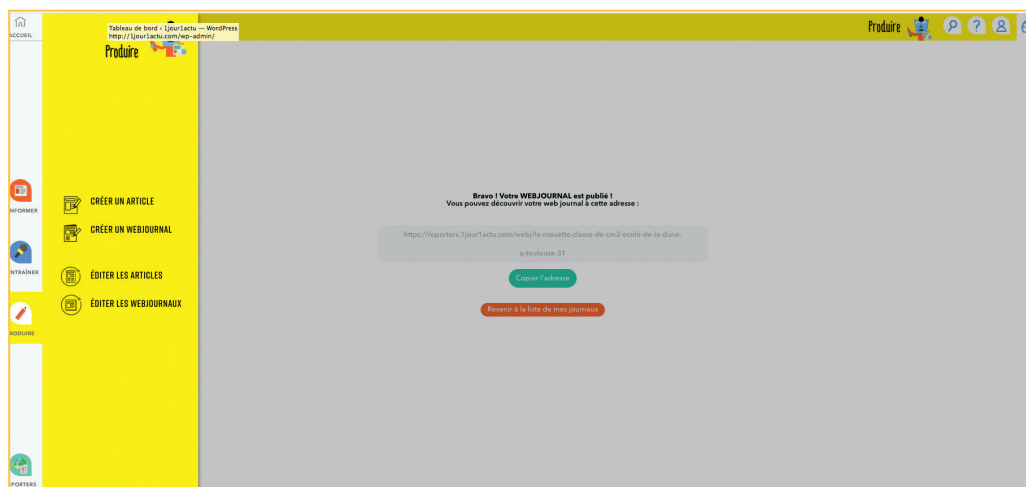 ACCUEIL
Tableau de bord ‹ 1jour1actu — WordPress
http://1jour1actu.com/wp-admin/
Produire
Produire
?
NFORMER
NTRAÎNER
RODUIRE
PORTERS
CRÉER UN ARTICLE
CRÉER UN WEBJOURNAL
ÉDITER LES ARTICLES
ÉDITER LES WEBJOURNAUX
Bravo ! Votre WEBJOURNAL est publié !
Vous pouvez découvrir votre web journal à cette adresse :
https://reporters.1jour1actu.com/webj/la-mouette-classe-de-cm2-ecole-de-la-dune-
a-toulouse-31
Copier l'adresse
Revenir à la liste de mes journaux